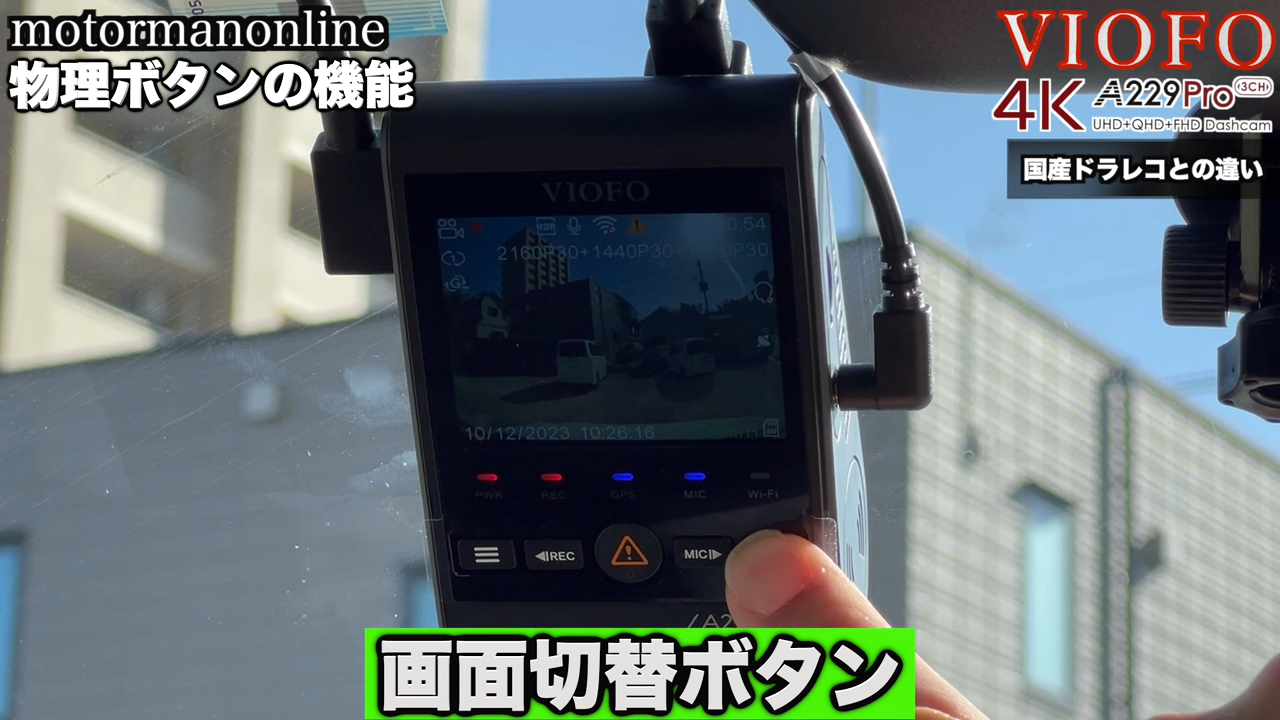 motormanonline
物理ボタンの機能
VIOFO
4K A229Pro 3CH
UHD+QHD+FHD Dashcam
国産ドラレコとの違い
VIOFO
HDR
2160P30+1440P30+
10/12/2023 10:26:16
PWR REC GPS MIC Wi-Fi
REC MIC
画面切替ボタン